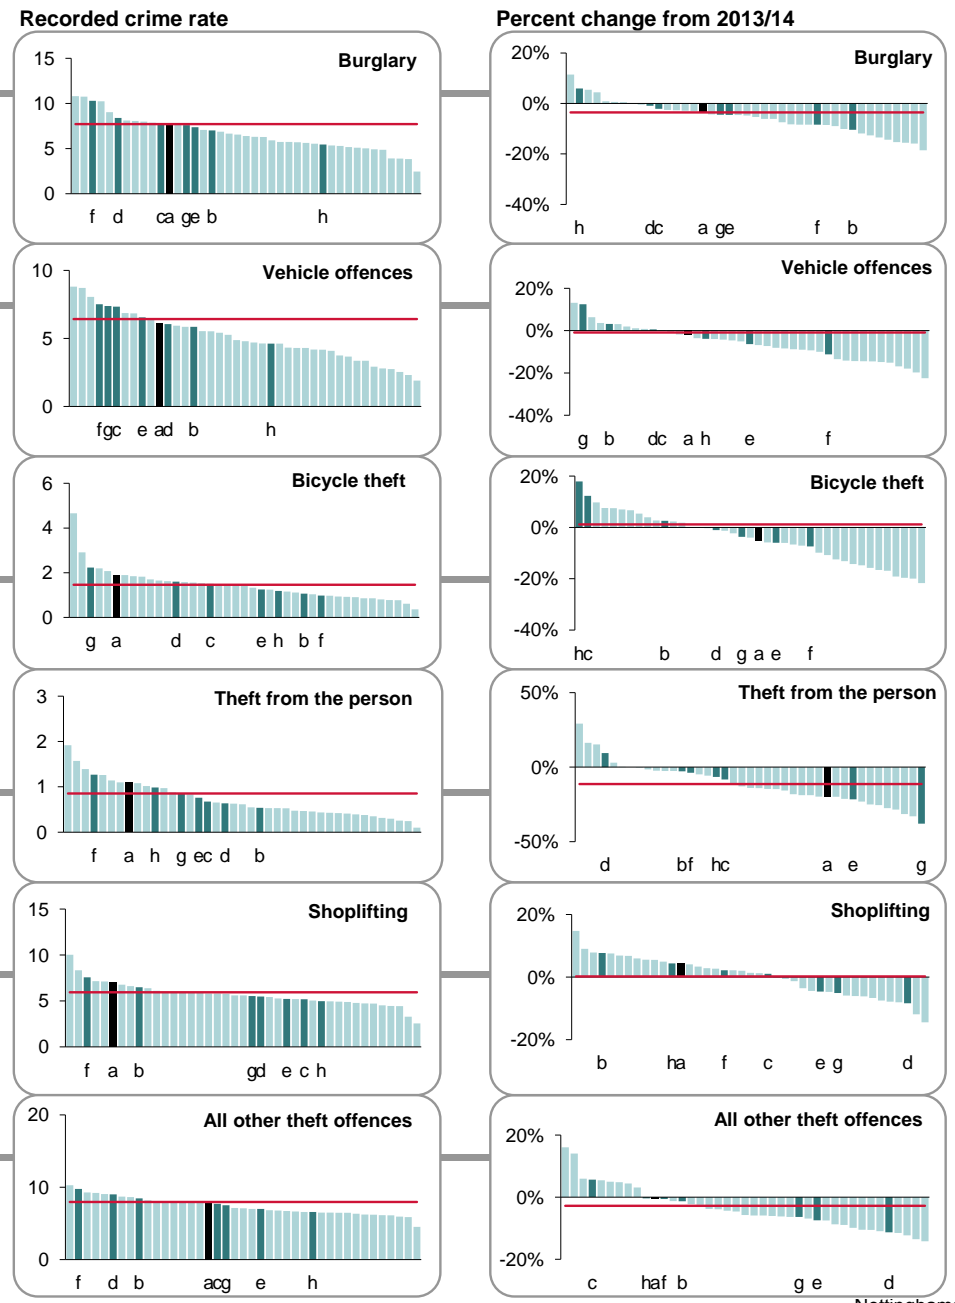 Recorded crime rate
Percent change from 2013/14
Burglary
15
10
5
0
f d ca ge b h
Burglary
20%
0%
-20%
-40%
h dc a ge f b
Vehicle offences
10
5
0
fgc e ad b h
Vehicle offences
20%
0%
-20%
-40%
g b dc a h e f
Bicycle theft
6
4
2
0
g a d c e h b f
Bicycle theft
20%
0%
-20%
-40%
hc b d g a e f
Theft from the person
3
2
1
0
f a h g ec d b
Theft from the person
50%
0%
-50%
d bf hc a e g
Shoplifting
15
10
5
0
f a b gd e c h
Shoplifting
20%
0%
-20%
b ha f c e g d
All other theft offences
20
10
0
f d b acg e h
All other theft offences
20%
0%
-20%
c haf b g e d